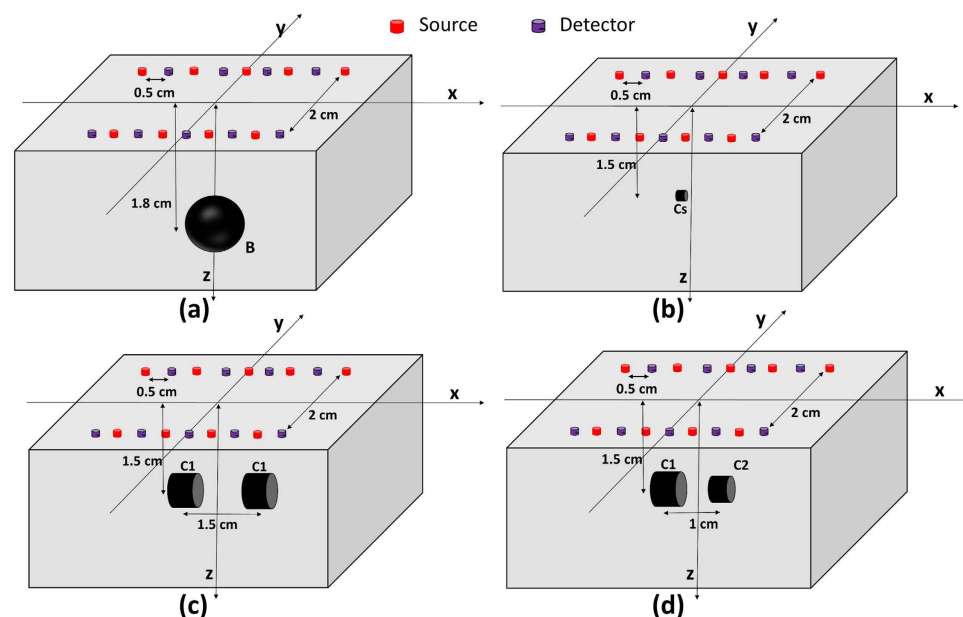 Source Detector
y
x
0.5 cm
2 cm
1.8 cm
B
z
(a)
y
x
0.5 cm
2 cm
1.5 cm
Cs
z
(b)
y
x
0.5 cm
2 cm
1.5 cm
C1 C1
1.5 cm
z
(c)
y
x
0.5 cm
2 cm
1.5 cm
C1 C2
1 cm
z
(d)